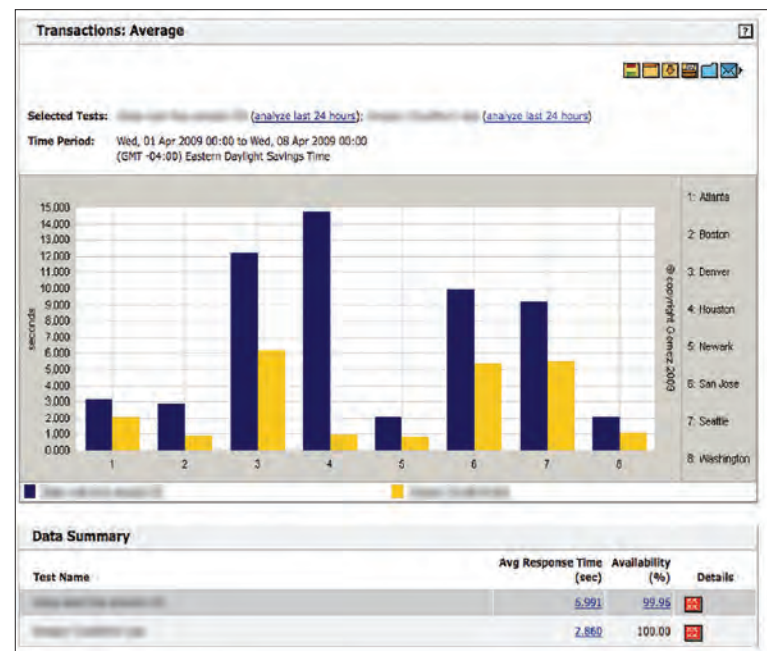 Transactions: Average
?
Selected Tests: (analyze last 24 hours); (analyze last 24 hours)
Time Period: Wed, 01 Apr 2009 00:00 to Wed, 08 Apr 2009 00:00
(GMT -04:00) Eastern Daylight Savings Time
15.000
14.000
13.000
12.000
11.000
10.000
9.000
8.000
7.000
6.000
5.000
4.000
3.000
2.000
1.000
0.000
seconds
1 2 3 4 5 6 7 8
© copyright Gomez 2009
1: Atlanta
2: Boston
3: Denver
4: Houston
5: Newark
6: San Jose
7: Seattle
8: Washington
Data Summary
Test Name Avg Response Time (sec) Availability (%) Details
6.991 99.96
2.860 100.00